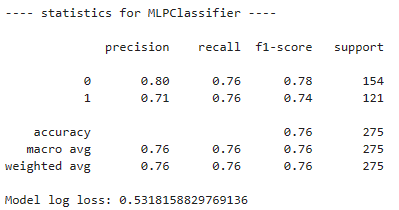 ---- statistics for MLPClassifier ----
precision recall f1-score support
0 0.80 0.76 0.78 154
1 0.71 0.76 0.74 121
accuracy 0.76 275
macro avg 0.76 0.76 0.76 275
weighted avg 0.76 0.76 0.76 275
Model log loss: 0.5318158829769136